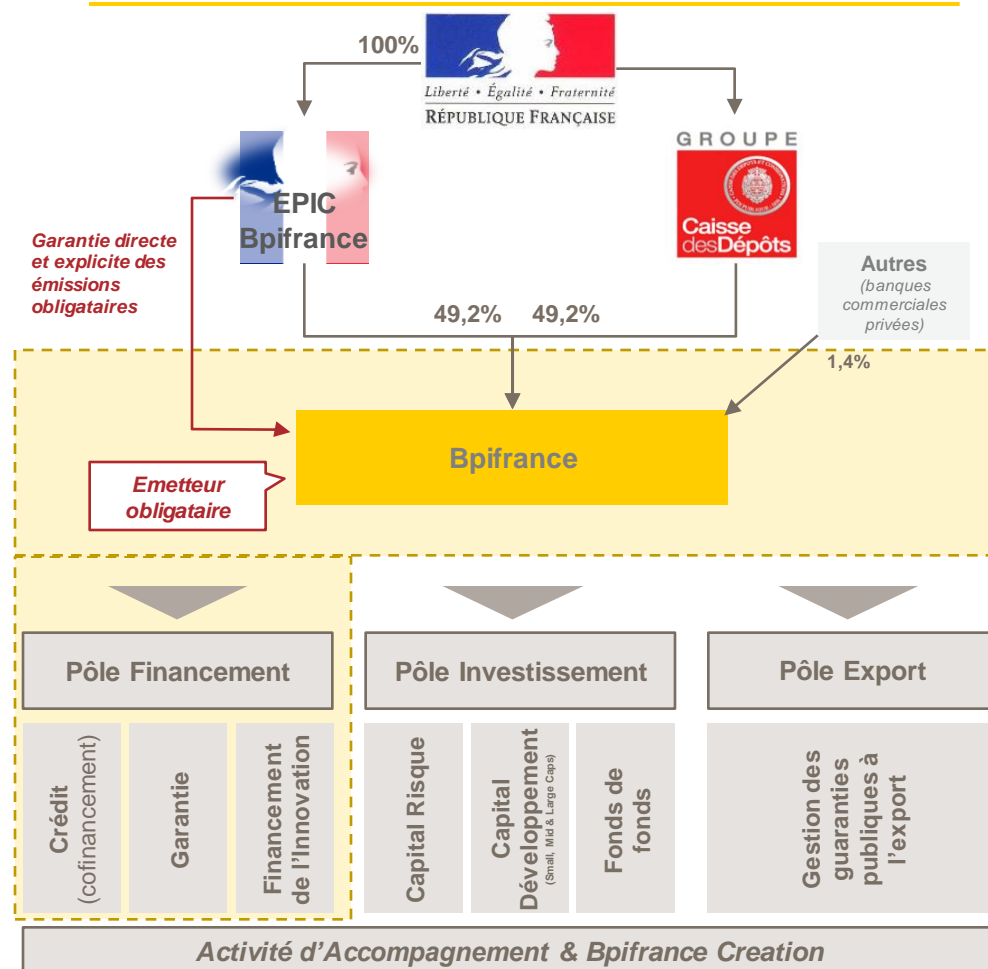 100%
Liberté • Égalité • Fraternité
RÉPUBLIQUE FRANÇAISE
GROUPE
Caisse
desDépôts
EPIC
Bpifrance
Garantie directe
et explicite des
émissions
obligataires
Autres
(banques
commerciales
privées)
49,2% 49,2%
1,4%
Bpifrance
Emetteur
obligataire
Pôle Financement
Pôle Investissement
Pôle Export
Crédit
(cofinancement)
Garantie
Financement
de l'Innovation
Capital Risque
Capital
Développement
(Small, Mid & Large Caps)
Fonds de
fonds
Gestion des
guaranties
publiques à
l'export
Activité d'Accompagnement & Bpifrance Creation